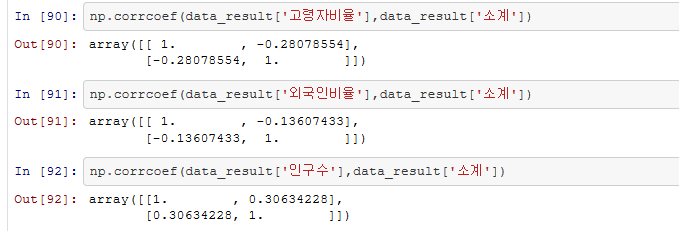 In [90]: np.corrcoef(data_result['고령자비율'],data_result['소계'])
Out[90]: array([[ 1.        , -0.28078554],
       [-0.28078554,  1.        ]])
In [91]: np.corrcoef(data_result['외국인비율'],data_result['소계'])
Out[91]: array([[ 1.        , -0.13607433],
       [-0.13607433,  1.        ]])
In [92]: np.corrcoef(data_result['인구수'],data_result['소계'])
Out[92]: array([[1.        , 0.30634228],
       [0.30634228, 1.        ]])